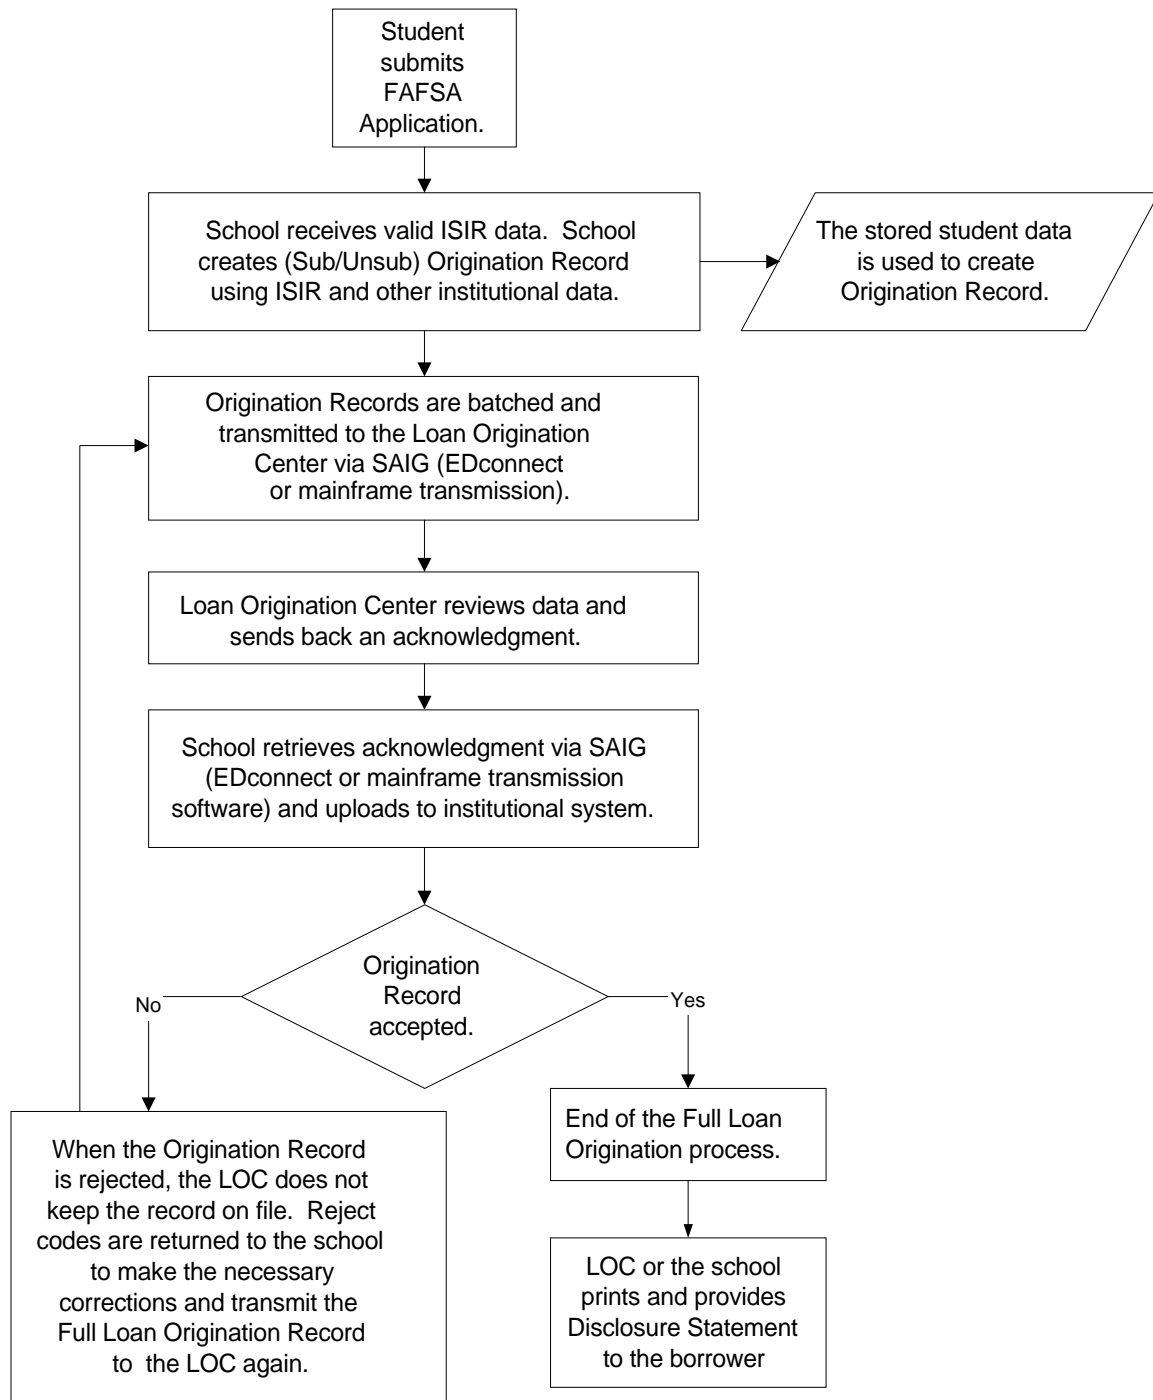 Student
submits
FAFSA
Application.
School receives valid ISIR data.  School
creates (Sub/Unsub) Origination Record
using ISIR and other institutional data.
The stored student data
is used to create
Origination Record.
Origination Records are batched and
transmitted to the Loan Origination
Center via SAIG (EDconnect
or mainframe transmission).
Loan Origination Center reviews data and
sends back an acknowledgment.
School retrieves acknowledgment via SAIG
(EDconnect or mainframe transmission
software) and uploads to institutional system.
Origination
Record
accepted.
No
Yes
When the Origination Record
is rejected, the LOC does not
keep the record on file.  Reject
codes are returned to the school
to make the necessary
corrections and transmit the
Full Loan Origination Record
to  the LOC again.
End of the Full Loan
Origination process.
LOC or the school
prints and provides
Disclosure Statement
to the borrower